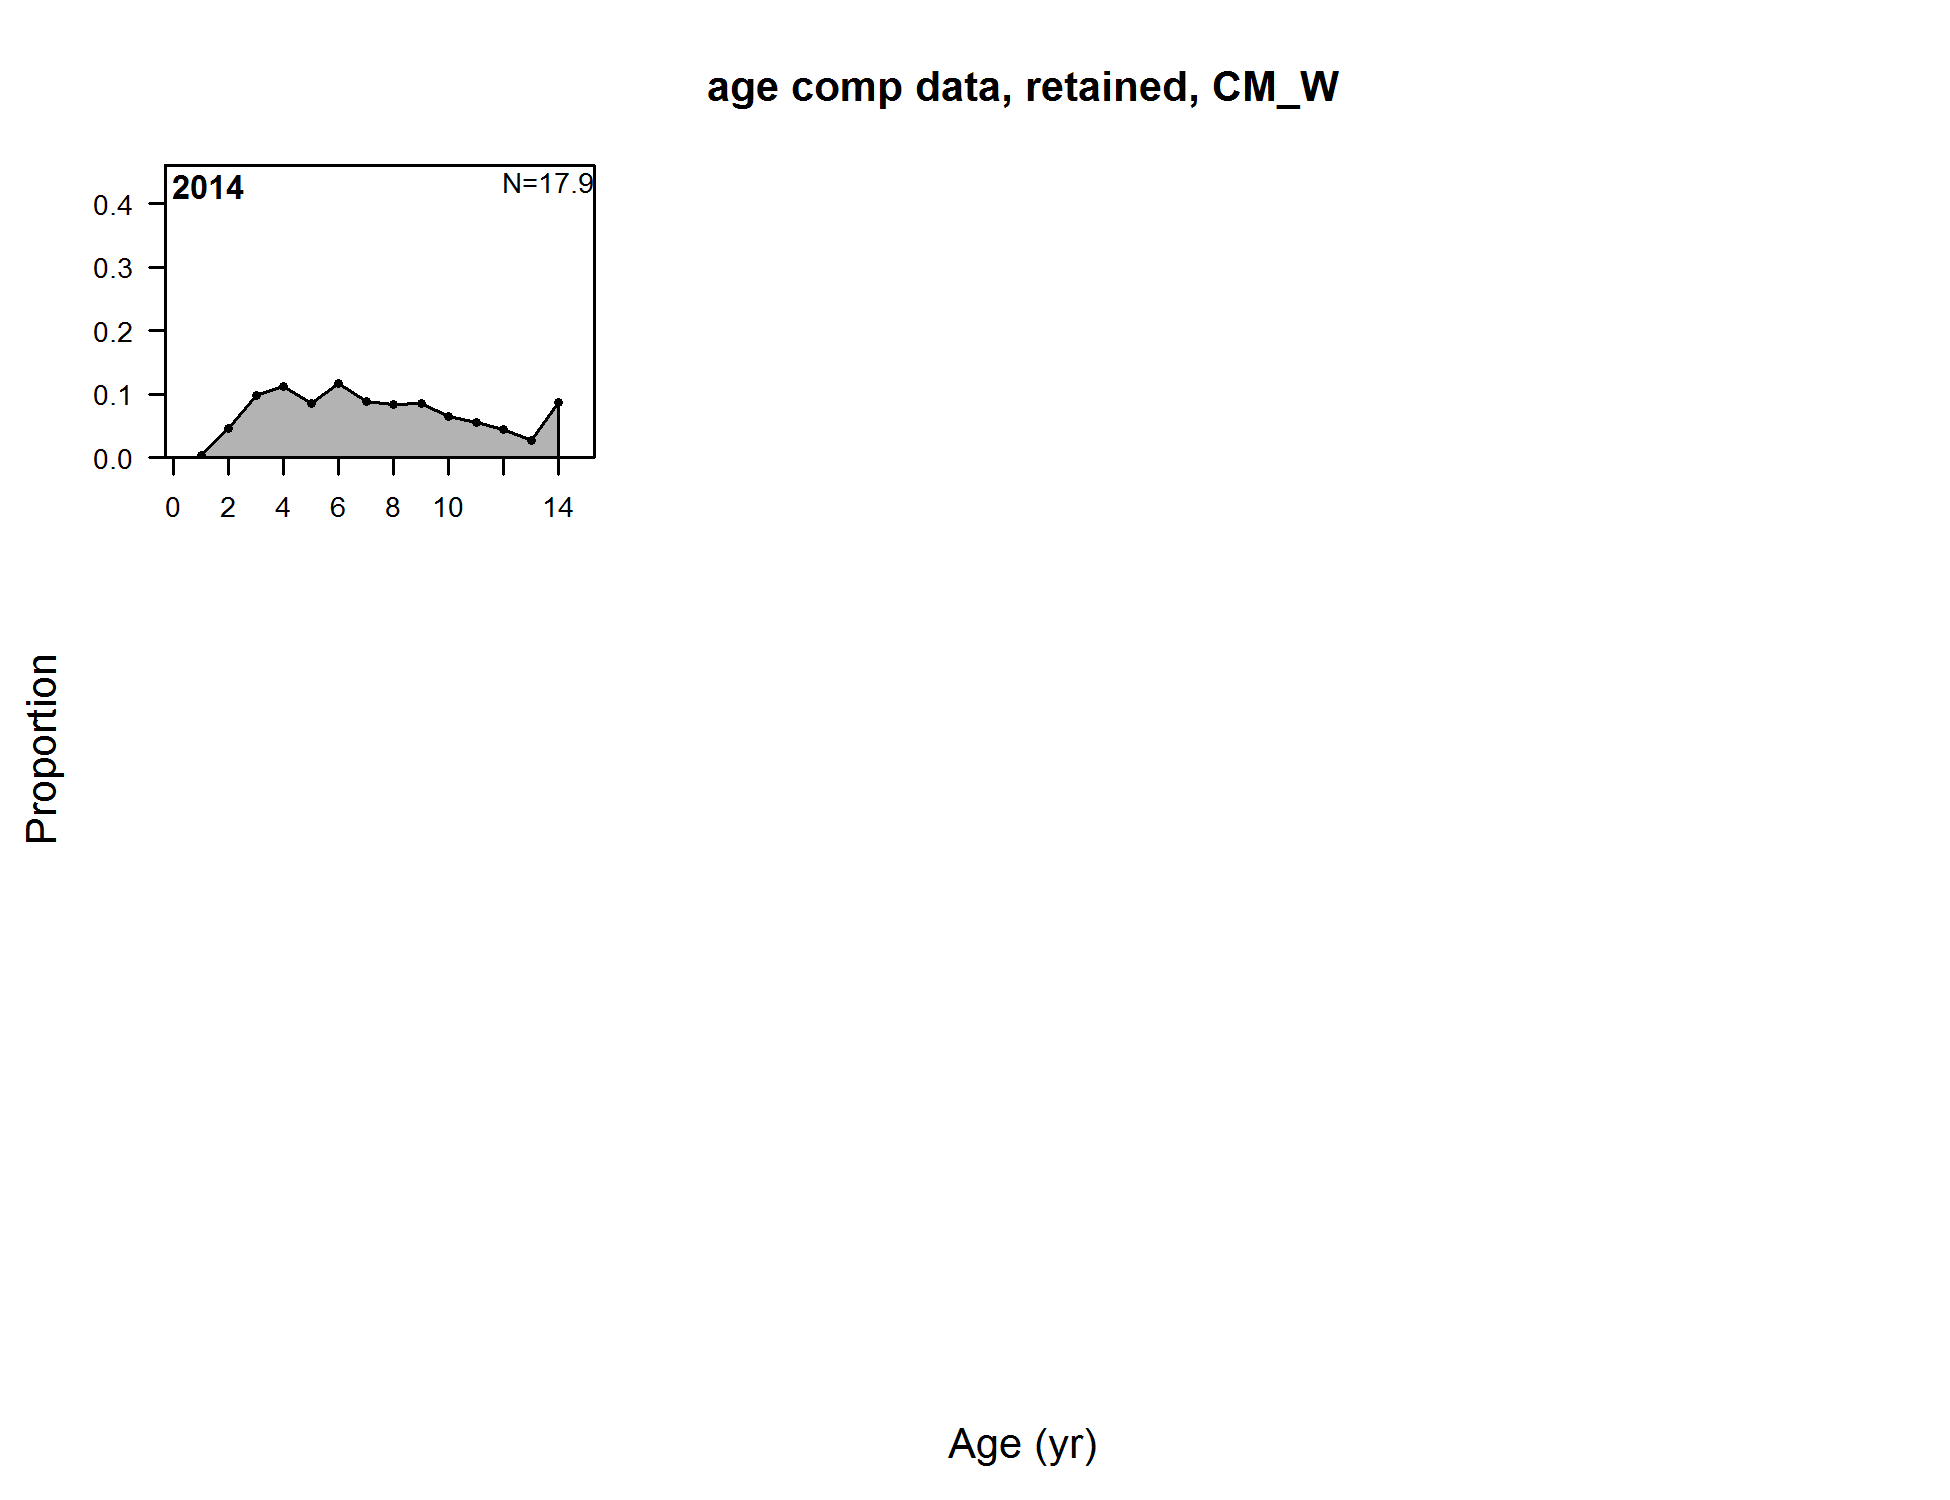 age comp data, retained, CM_W
2014
N=17.9
0.4
0.3
0.2
0.1
0.0
0 2 4 6 8 10 14
Proportion
Age (yr)